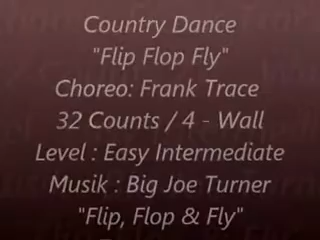 Country Dance
"Flip Flop Fly"
Choreo: Frank Trace
32 Counts / 4 - Wall
Level : Easy Intermediate
Musik : Big Joe Turner
"Flip, Flop & Fly"